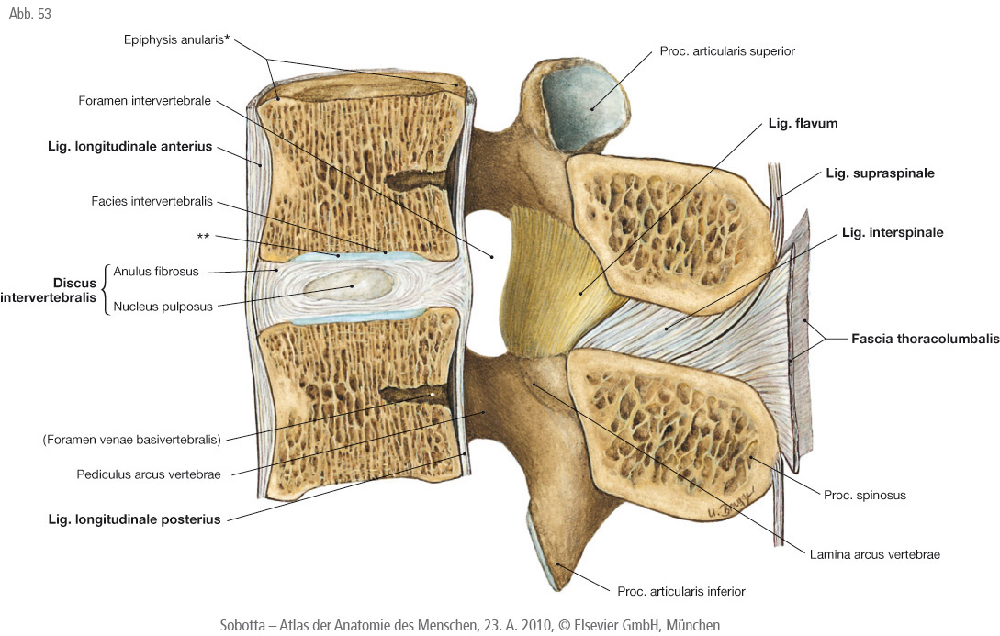 Abb. 53
Epiphysis anularis*
Foramen intervertebrale
Lig. longitudinale anterius
Facies intervertebralis
**
Discus
intervertebralis
Anulus fibrosus
Nucleus pulposus
(Foramen venae basivertebralis)
Pediculus arcus vertebrae
Lig. longitudinale posterius
Proc. articularis superior
Lig. flavum
Lig. supraspinale
Lig. interspinale
Fascia thoracolumbalis
Proc. spinosus
Lamina arcus vertebrae
Proc. articularis inferior
Sobotta – Atlas der Anatomie des Menschen, 23. A. 2010, © Elsevier GmbH, München